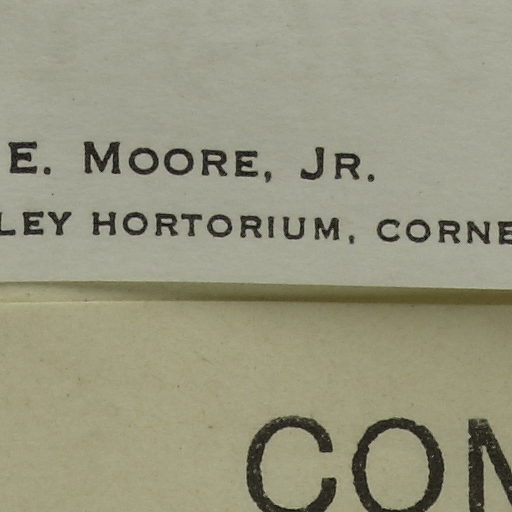 E. MOORE, JR.
LEY HORTORIUM, CORNE
CON